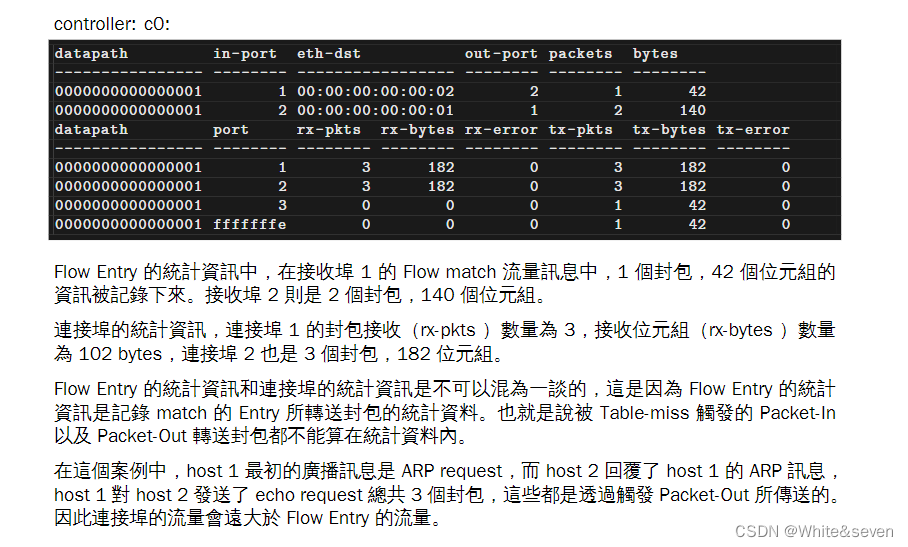 controller: c0:
datapath in-port eth-dst out-port packets bytes
---------------- -------- ----------------- -------- -------- --------
0000000000000001 1 00:00:00:00:00:02 2 1 42
0000000000000001 2 00:00:00:00:00:01 1 2 140
datapath port rx-pkts rx-bytes rx-error tx-pkts tx-bytes tx-error
---------------- -------- -------- -------- -------- -------- -------- --------
0000000000000001 1 3 182 0 3 182 0
0000000000000001 2 3 182 0 3 182 0
0000000000000001 3 0 0 0 1 42 0
0000000000000001 fffffffe 0 0 0 1 42 0
Flow Entry 的統計資訊中，在接收埠 1 的 Flow match 流量訊息中，1 個封包，42 個位元組的
資訊被記錄下來。接收埠 2 則是 2 個封包，140 個位元組。
連接埠的統計資訊，連接埠 1 的封包接收（rx-pkts ）數量為 3，接收位元組（rx-bytes ）數量
為 102 bytes，連接埠 2 也是 3 個封包，182 位元組。
Flow Entry 的統計資訊和連接埠的統計資訊是不可以混為一談的，這是因為 Flow Entry 的統計
資訊是記錄 match 的 Entry 所轉送封包的統計資料。也就是說被 Table-miss 觸發的 Packet-In
以及 Packet-Out 轉送封包都不能算在統計資料內。
在這個案例中，host 1 最初的廣播訊息是 ARP request，而 host 2 回覆了 host 1 的 ARP 訊息，
host 1 對 host 2 發送了 echo request 總共 3 個封包，這些都是透過觸發 Packet-Out 所傳送的。
因此連接埠的流量會遠大於 Flow Entry 的流量。
CSDN @White&seven